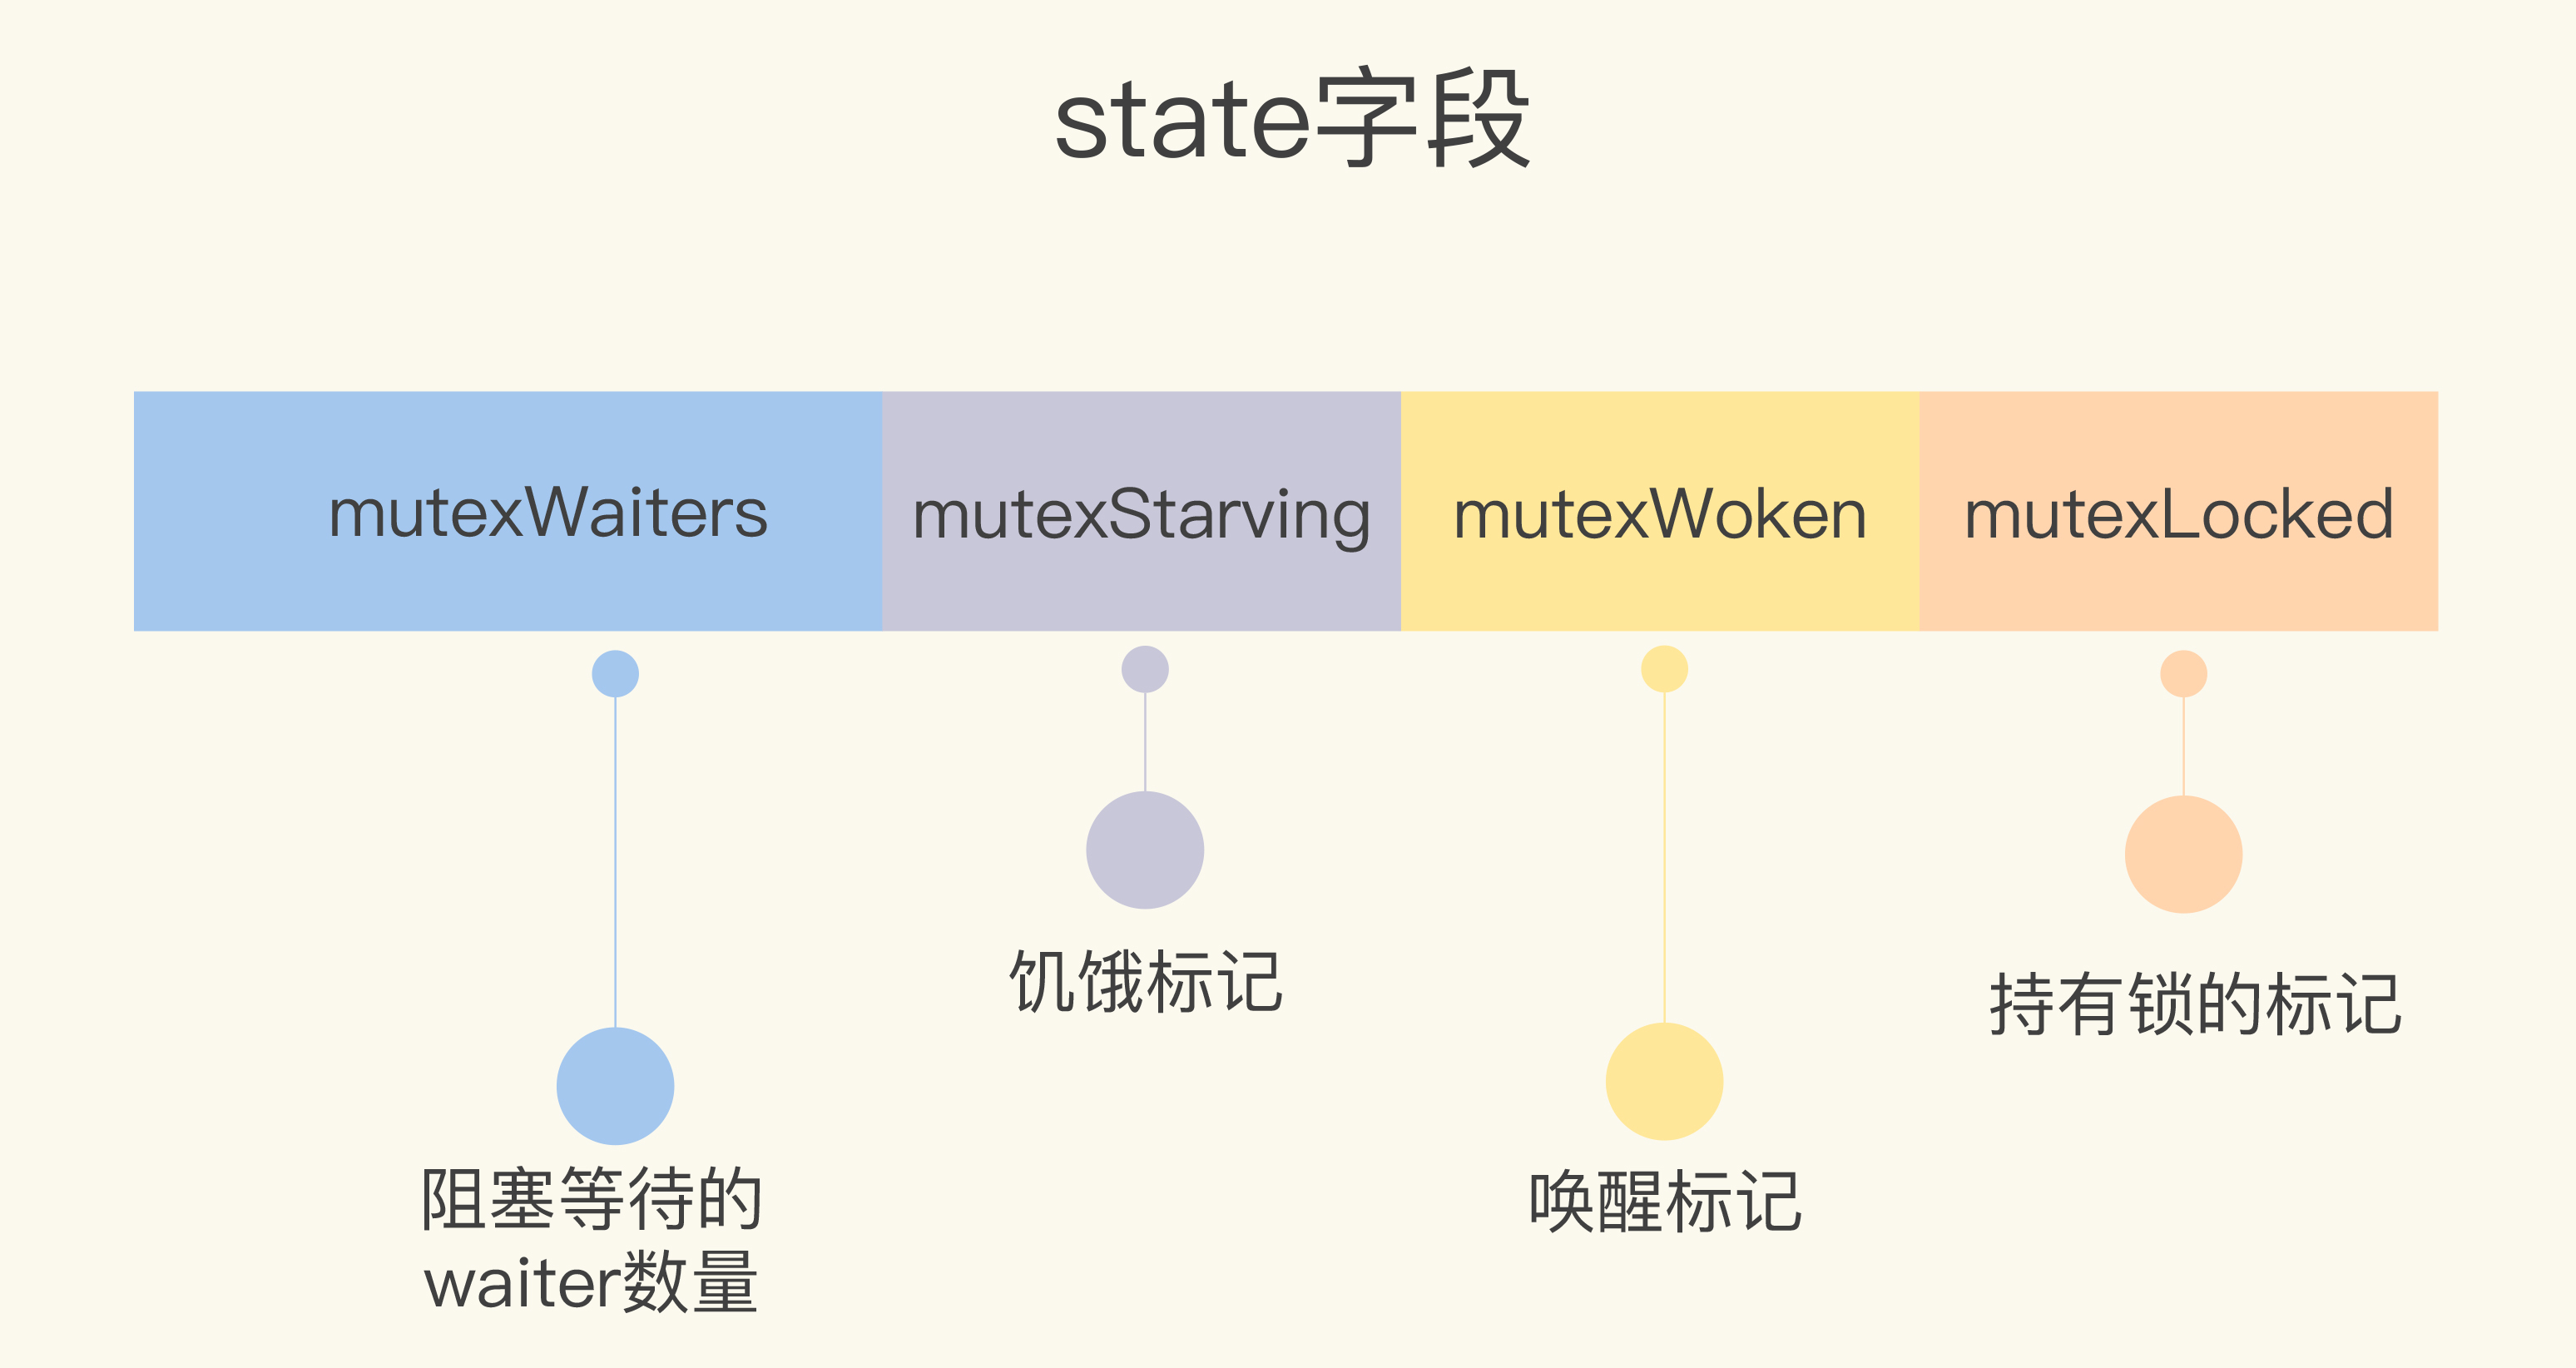 state字段
mutexWaiters
mutexStarving
mutexWoken
mutexLocked
饥饿标记
持有锁的标记
阻塞等待的
waiter数量
唤醒标记